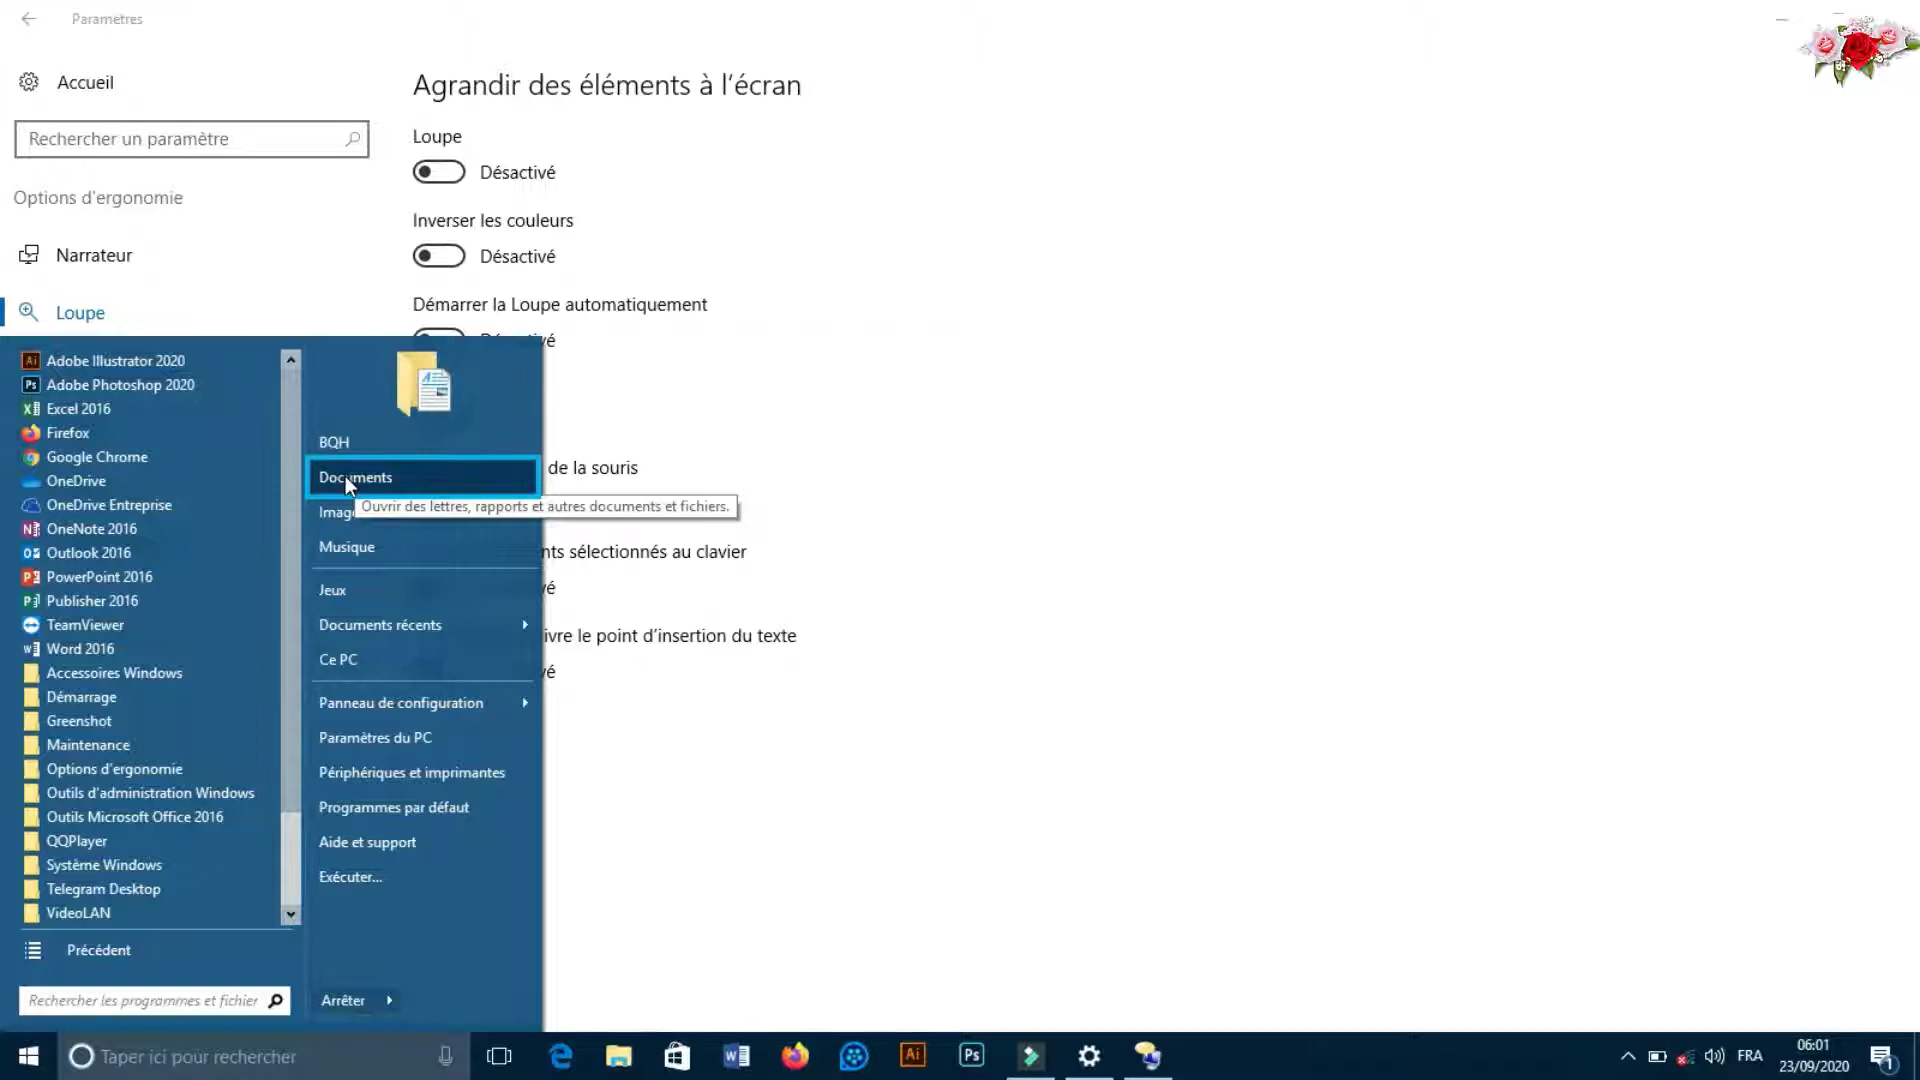 Paramètres
Accueil
Rechercher un paramètre
Options d'ergonomie
Narrateur
Loupe
Agrandir des éléments à l'écran
Loupe
Désactivé
Inverser les couleurs
Désactivé
Démarrer la Loupe automatiquement
de la souris
nts sélectionnés au clavier
vé
ivre le point d'insertion du texte
vé
Adobe Illustrator 2020
Adobe Photoshop 2020
Excel 2016
Firefox
Google Chrome
OneDrive
OneDrive Entreprise
OneNote 2016
Outlook 2016
PowerPoint 2016
Publisher 2016
TeamViewer
Word 2016
Accessoires Windows
Démarrage
Greenshot
Maintenance
Options d'ergonomie
Outils d'administration Windows
Outils Microsoft Office 2016
QQPlayer
Système Windows
Telegram Desktop
VideoLAN
Précédent
Rechercher les programmes et fichier
BQH
Documents
Ouvrir des lettres, rapports et autres documents et fichiers.
Imag
Musique
Jeux
Documents récents
Ce PC
Panneau de configuration
Paramètres du PC
Périphériques et imprimantes
Programmes par défaut
Aide et support
Exécuter...
Arrêter
Taper ici pour rechercher
Ai
Ps
FRA
06:01
23/09/2020
1